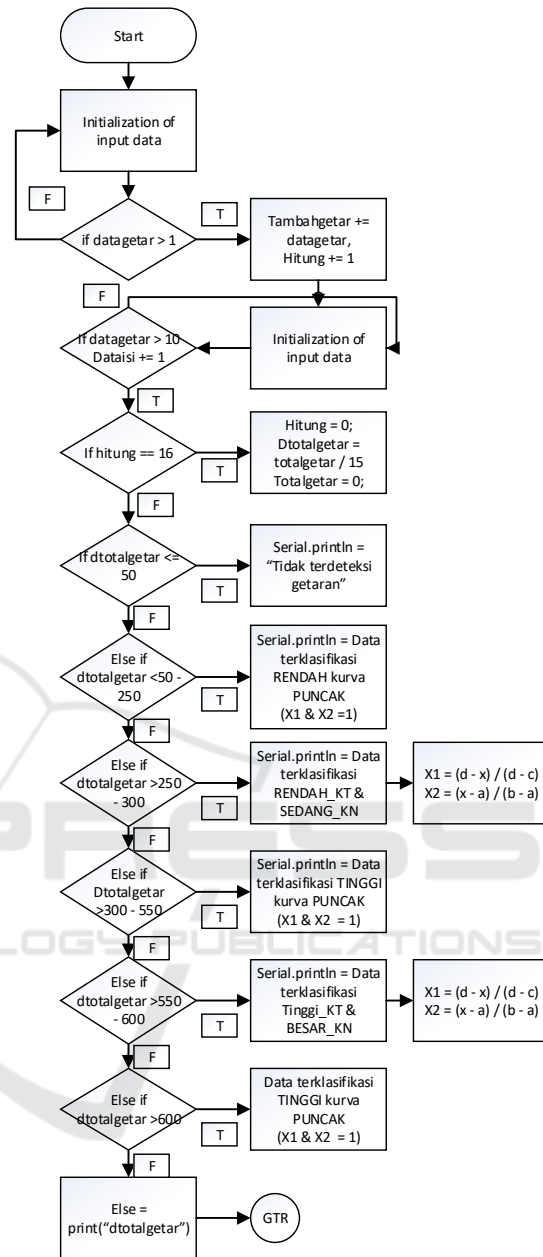 Start
Initialization of
input data
F
T
if datagetar > 1
Tambahgetar +=
datagetar,
Hitung += 1
F
If datagetar > 10
Dataisi += 1
Initialization of
input data
T
If hitung == 16
T
Hitung = 0;
Dtotalgetar =
totalgetar / 15
Totalgetar = 0;
F
If dtotalgetar <=
50
T
Serial.println =
“Tidak terdeteksi
getaran”
F
Else if
dtotalgetar <50 -
250
T
Serial.println = Data
terklasifikasi
RENDAH kurva
PUNCAK
(X1 & X2 =1)
F
Else if
dtotalgetar >250
- 300
T
Serial.println = Data
terklasifikasi
RENDAH_KT &
SEDANG_KN
X1 = (d - x) / (d - c)
X2 = (x - a) / (b - a)
F
Else if
Dtotalgetar
>300 - 550
T
Serial.println = Data
terklasifikasi TINGGI
kurva PUNCAK
(X1 & X2 = 1)
F
Else if
dtotalgetar >550
- 600
T
Serial.println = Data
terklasifikasi
Tinggi_KT &
BESAR_KN
X1 = (d - x) / (d - c)
X2 = (x - a) / (b - a)
F
Else if
dtotalgetar >600
T
Data terklasifikasi
TINGGI kurva
PUNCAK
(X1 & X2 = 1)
F
Else =
print(“dtotalgetar”)
GTR
PRESS
LOGY PUBLICATIONS